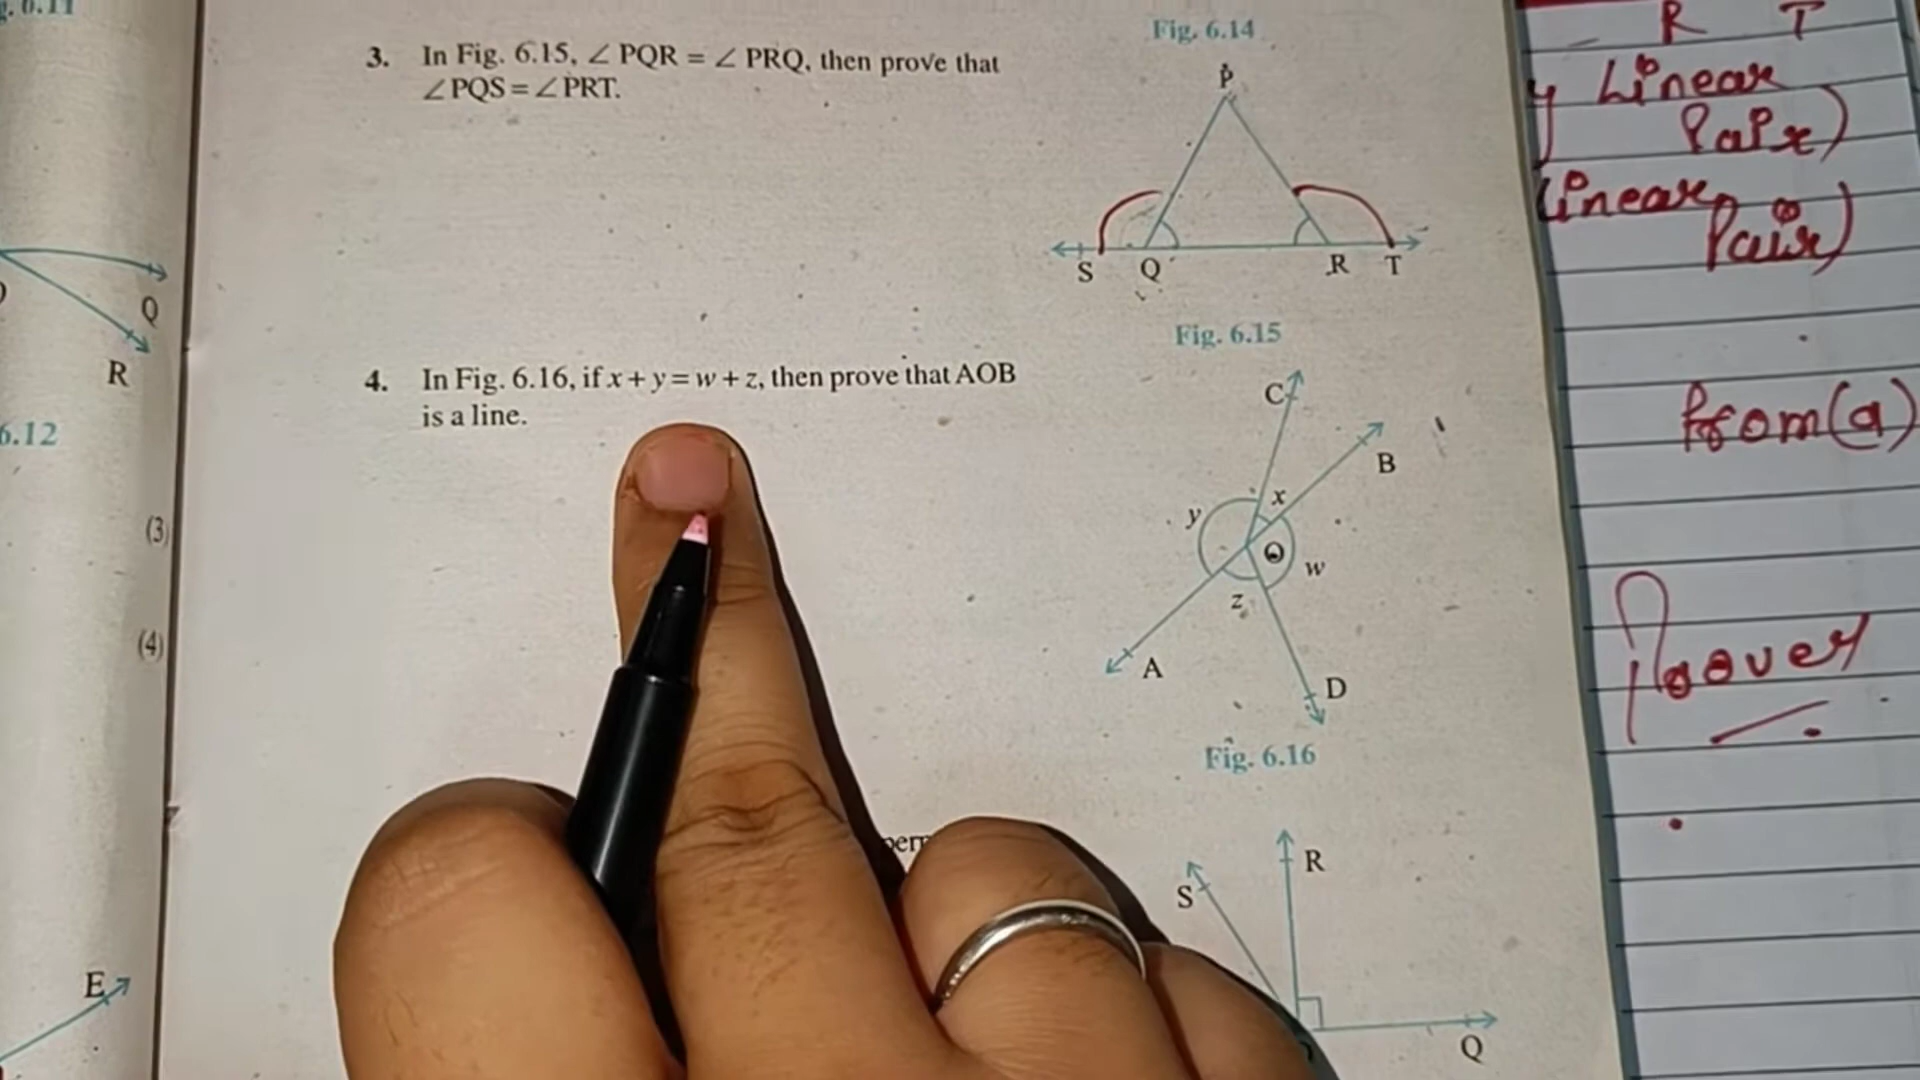 Fig. 6.14
3. In Fig. 6.15, ∠ PQR = ∠ PRQ, then prove that
∠PQS = ∠PRT.
P
S Q R T
Fig. 6.15
4. In Fig. 6.16, if x + y = w + z, then prove that AOB
is a line.
C
B
x
y
O
w
z
A
D
Fig. 6.16
S
R
Q
Q
R
6.12
(3)
(4)
E
R T
y Linear
Pair)
Linear
Pair)
from (a)